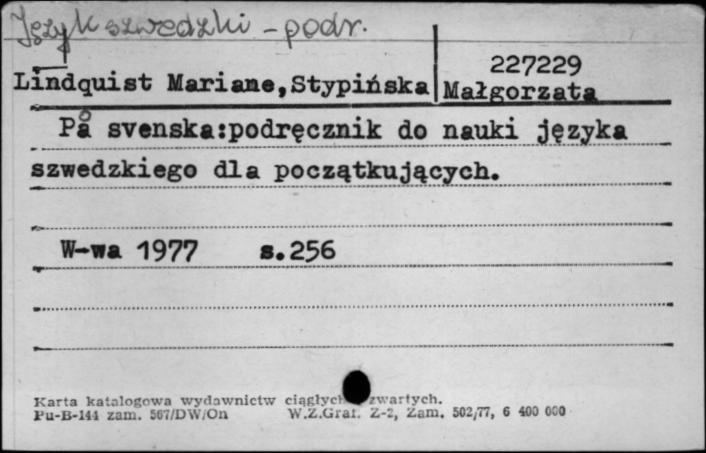 Język szwedzki - podr.
227229
Lindquist Mariane, Stypińska Małgorzata
På svenska:podręcznik do nauki języka
szwedzkiego dla początkujących.
W-wa 1977 s.256
Karta katalogowa wydawnictw ciągłych zwartych.
Pu-B-144 zam. 567/DW/On W.Z.Graf. Z-2, Zam. 502/77, 6 400 000